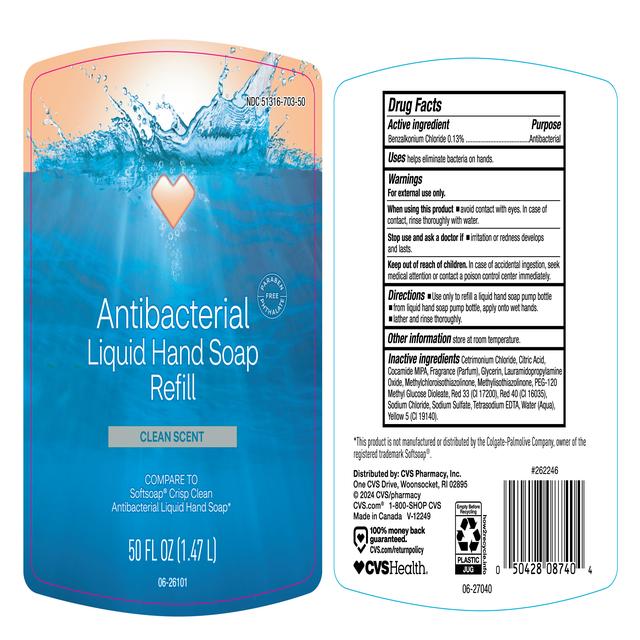 NDC 51316-703-50
PARABEN
FREE
PHTHALATE
Antibacterial
Liquid Hand Soap
Refill
CLEAN SCENT
COMPARE TO
Softsoap® Crisp Clean
Antibacterial Liquid Hand Soap*
50 FL OZ (1.47 L)
06-26101
Drug Facts
Active ingredient Purpose
Benzalkonium Chloride 0.13% ........................Antibacterial
Uses helps eliminate bacteria on hands.
Warnings
For external use only.
When using this product ■ avoid contact with eyes. In case of
contact, rinse thoroughly with water.
Stop use and ask a doctor if ■ irritation or redness develops
and lasts.
Keep out of reach of children. In case of accidental ingestion, seek
medical attention or contact a poison control center immediately.
Directions ■ Use only to refill a liquid hand soap pump bottle
■ from liquid hand soap pump bottle, apply onto wet hands.
■ lather and rinse thoroughly.
Other information store at room temperature.
Inactive ingredients Cetrimonium Chloride, Citric Acid,
Cocamide MIPA, Fragrance (Parfum), Glycerin, Lauramidopropylamine
Oxide, Methylchloroisothiazolinone, Methylisothiazolinone, PEG-120
Methyl Glucose Dioleate, Red 33 (CI 17200), Red 40 (CI 16035),
Sodium Chloride, Sodium Sulfate, Tetrasodium EDTA, Water (Aqua),
Yellow 5 (CI 19140).
*This product is not manufactured or distributed by the Colgate-Palmolive Company, owner of the
registered trademark Softsoap®.
Distributed by: CVS Pharmacy, Inc.
One CVS Drive, Woonsocket, RI 02895
© 2024 CVS/pharmacy
CVS.com® 1-800-SHOP CVS
Made in Canada V-12249
100% money back
guaranteed.
CVS.com/returnpolicy
CVSHealth.
Empty Before
Recycling
PLASTIC
JUG
how2recycle.info
06-27040
#262246
0 50428 08740 4